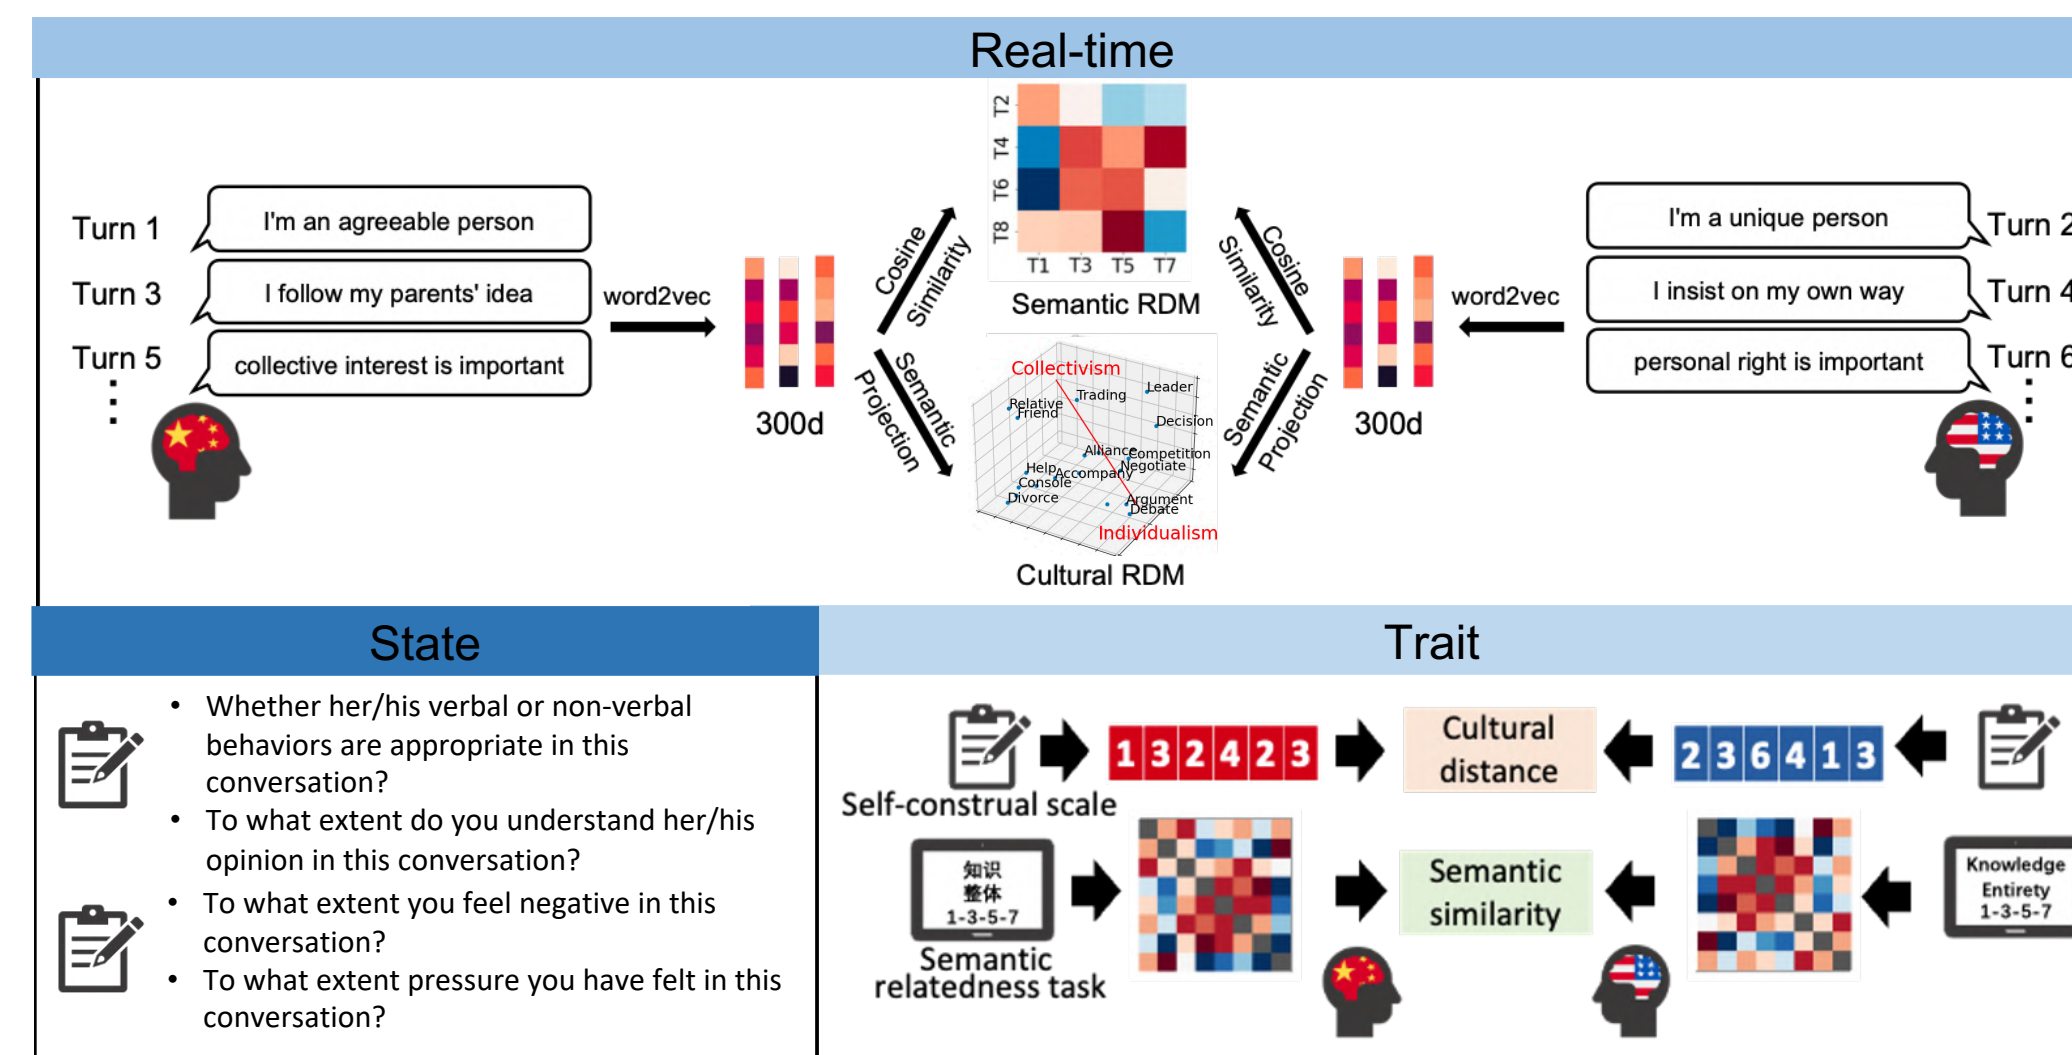 Real-time
Turn 1
I'm an agreeable person
Turn 3
I follow my parents' idea
Turn 5
collective interest is important
word2vec
300d
Cosine
Similarity
Semantic
Projection
T2
T4
T6
T8
T1 T3 T5 T7
Semantic RDM
Collectivism
Trading
Leader
Relative
Friend
Decision
Alliance
Competition
Negotiate
Help
Accompany
Console
Divorce
Argument
Debate
Individualism
Cultural RDM
Cosine
Similarity
Semantic
Projection
300d
word2vec
I'm a unique person
Turn 2
I insist on my own way
Turn 4
personal right is important
Turn 6
State
• Whether her/his verbal or non-verbal
behaviors are appropriate in this
conversation?
• To what extent do you understand her/his
opinion in this conversation?
• To what extent you feel negative in this
conversation?
• To what extent pressure you have felt in this
conversation?
Trait
Self-construal scale
1 3 2 4 2 3
Cultural
distance
2 3 6 4 1 3
知识
整体
1-3-5-7
Semantic
relatedness task
Semantic
similarity
Knowledge
Entirety
1-3-5-7